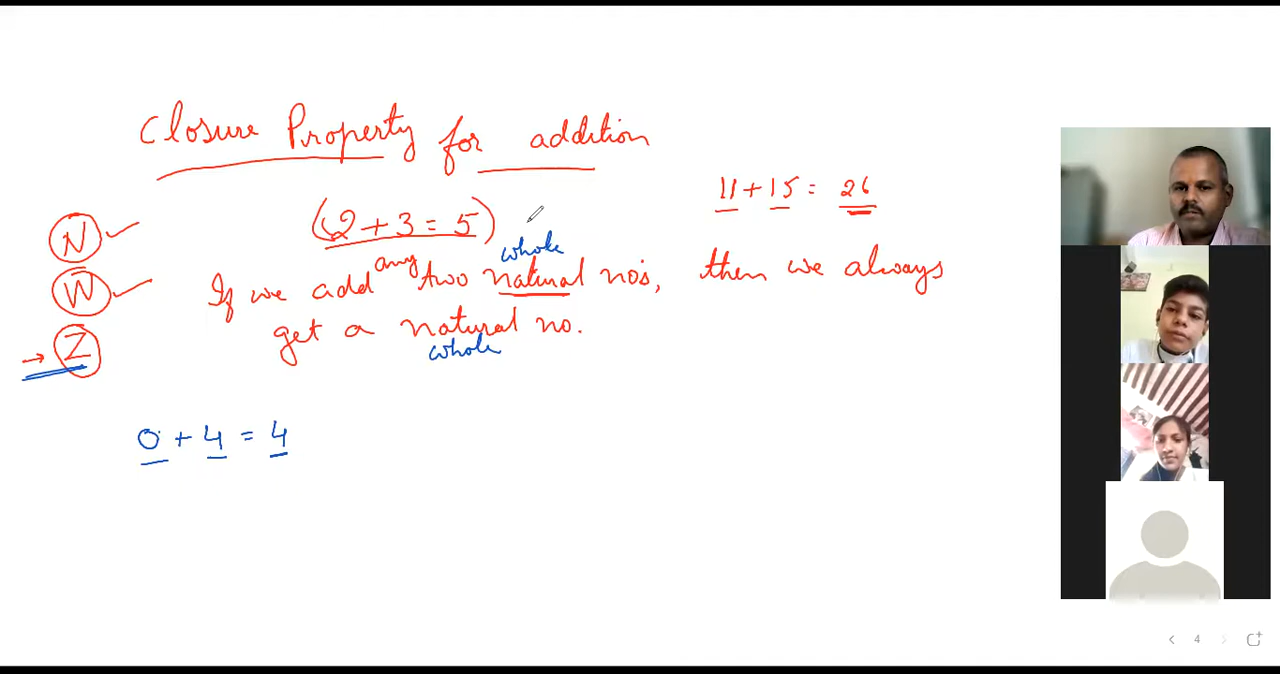 Closure Property for addition
11 + 15 = 26
N
(2 + 3 = 5)
whole
W
If we add any two natural no's, then we always
get a natural no.
whole
→ Z
0 + 4 = 4
4